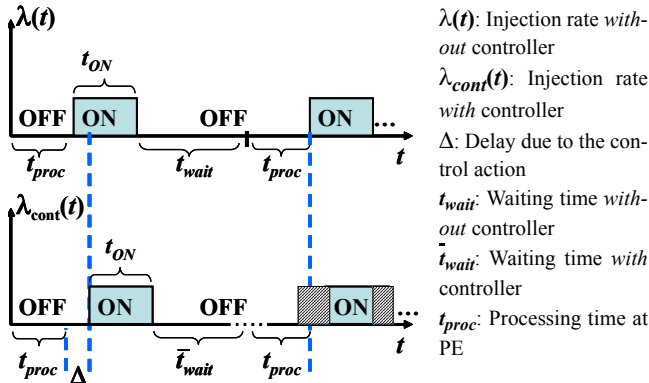 λ(t)
t_ON
OFF
ON
OFF
ON
...
t_proc
t_wait
t_proc
t
λ_cont(t)
t_ON
OFF
ON
OFF
ON
...
t_proc
t̄_wait
t_proc
t
Δ
λ(t): Injection rate with-
out controller
λ_cont(t): Injection rate
with controller
Δ: Delay due to the con-
trol action
t_wait: Waiting time with-
out controller
t̄_wait: Waiting time with
controller
t_proc: Processing time at
PE